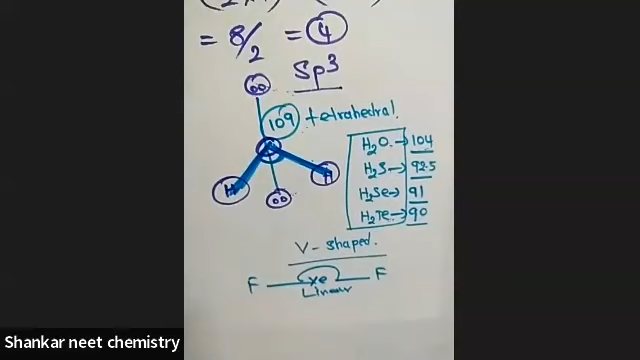 = 8/2 = 4
Sp³
109 tetrahedral.
H₂O → 104
H₂S → 92.5
H₂Se → 91
H₂Te → 90
H H
V - shaped.
F — Xe — F
Linear
Shankar neet chemistry